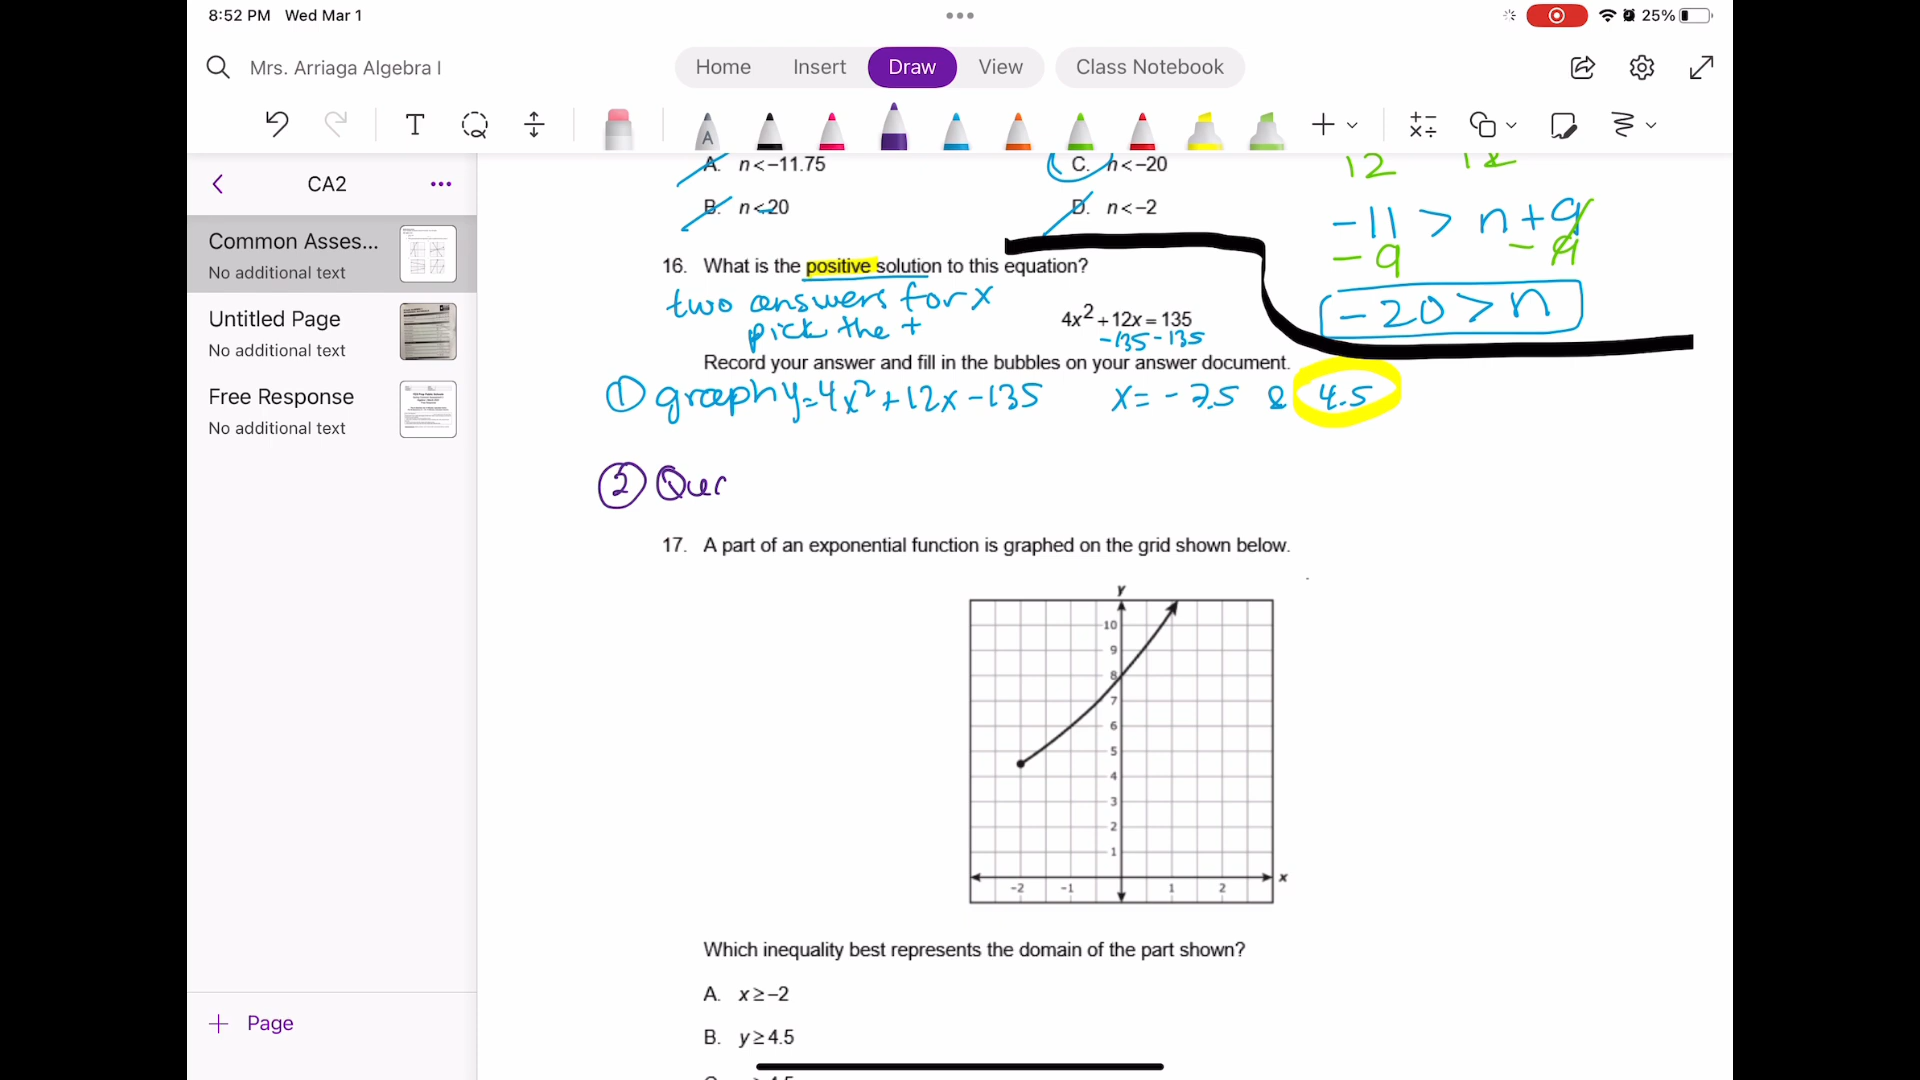 8:52 PM Wed Mar 1
25%
Mrs. Arriaga Algebra I
Home Insert Draw View Class Notebook
CA2
Common Asses...
No additional text
Untitled Page
No additional text
Free Response
No additional text
+ Page
A. n<−11.75 C. n<−20
B. n<20 D. n<−2
12 12
-11 > n+9
-9 -9
-20 > n
16. What is the positive solution to this equation?
two answers for x
pick the +
4x²+12x=135
-135 -135
Record your answer and fill in the bubbles on your answer document.
① graph y=4x²+12x-135 x= -7.5 & 4.5
② Qua
17. A part of an exponential function is graphed on the grid shown below.
y
10
9
8
7
6
5
4
3
2
1
-2 -1 1 2
x
Which inequality best represents the domain of the part shown?
A. x≥−2
B. y≥4.5